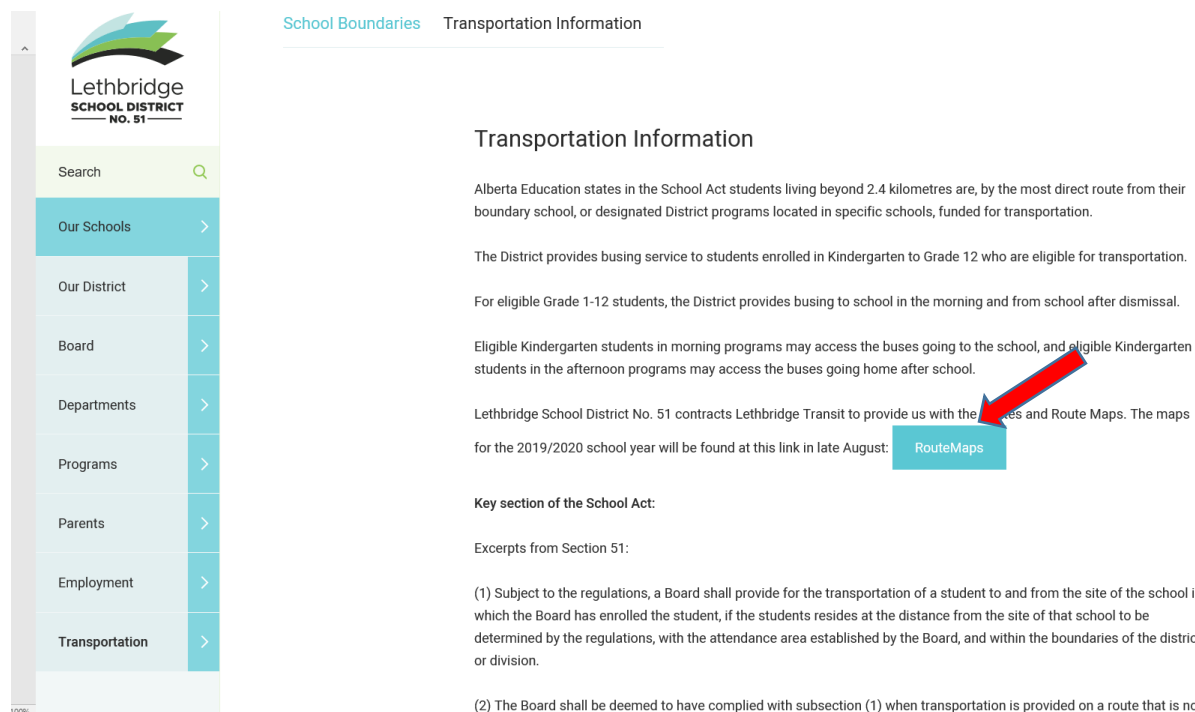 School Boundaries Transportation Information
Lethbridge
SCHOOL DISTRICT
NO. 51
Search
Our Schools
Our District
Board
Departments
Programs
Parents
Employment
Transportation
100%
Transportation Information
Alberta Education states in the School Act students living beyond 2.4 kilometres are, by the most direct route from their
boundary school, or designated District programs located in specific schools, funded for transportation.
The District provides busing service to students enrolled in Kindergarten to Grade 12 who are eligible for transportation.
For eligible Grade 1-12 students, the District provides busing to school in the morning and from school after dismissal.
Eligible Kindergarten students in morning programs may access the buses going to the school, and eligible Kindergarten
students in the afternoon programs may access the buses going home after school.
Lethbridge School District No. 51 contracts Lethbridge Transit to provide us with the and Route Maps. The maps
for the 2019/2020 school year will be found at this link in late August: RouteMaps
Key section of the School Act:
Excerpts from Section 51:
(1) Subject to the regulations, a Board shall provide for the transportation of a student to and from the site of the school
which the Board has enrolled the student, if the students resides at the distance from the site of that school to be
determined by the regulations, with the attendance area established by the Board, and within the boundaries of the
or division.
(2) The Board shall be deemed to have complied with subsection (1) when transportation is provided on a route that is